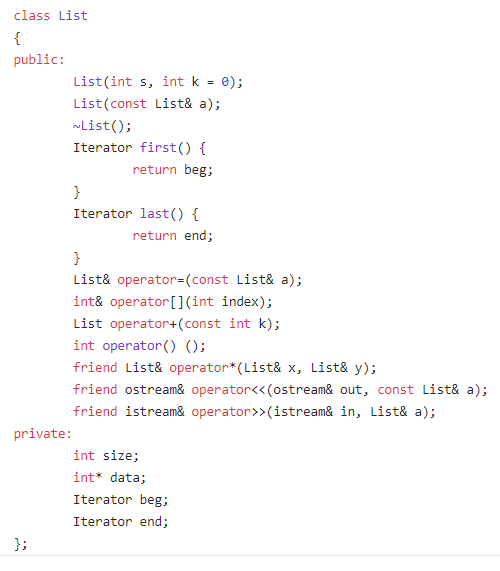 class List
{
public:
        List(int s, int k = 0);
        List(const List& a);
        ~List();
        Iterator first() {
                return beg;
        }
        Iterator last() {
                return end;
        }
        List& operator=(const List& a);
        int& operator[](int index);
        List operator+(const int k);
        int operator() ();
        friend List& operator*(List& x, List& y);
        friend ostream& operator<<(ostream& out, const List& a);
        friend istream& operator>>(istream& in, List& a);
private:
        int size;
        int* data;
        Iterator beg;
        Iterator end;
};